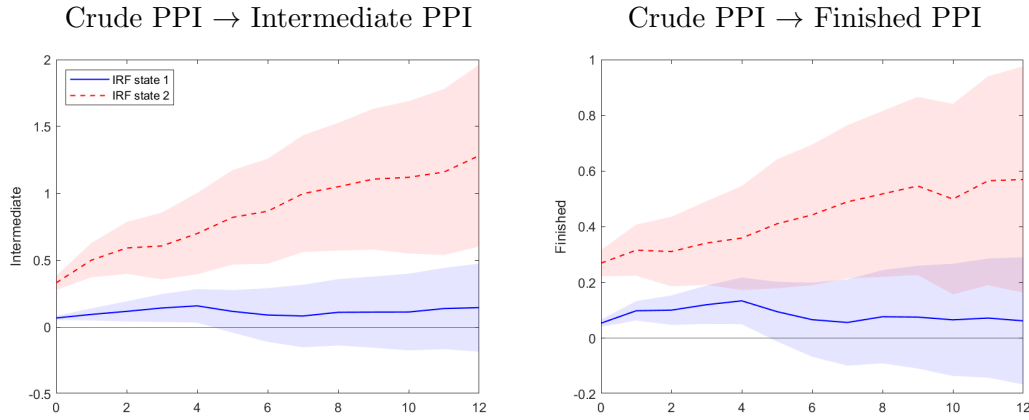 Crude PPI → Intermediate PPI
2
1.5
1
0.5
0
-0.5
Intermediate
IRF state 1
IRF state 2
0 2 4 6 8 10 12
Crude PPI → Finished PPI
1
0.8
0.6
0.4
0.2
0
-0.2
Finished
0 2 4 6 8 10 12